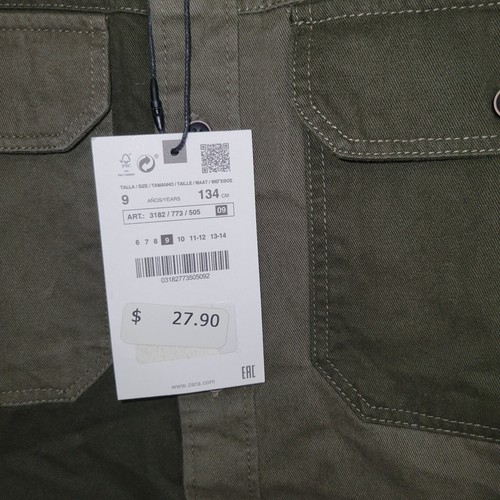 TALLA / SIZE / TAMANHO / TAILLE / MAAT /
9 AÑOS/YEARS 134 CM
ART.: 3182 / 773 / 505 09
6 7 8 9 10 11-12 13-14
03182773505092
$ 27.90
www.zara.com
EAC